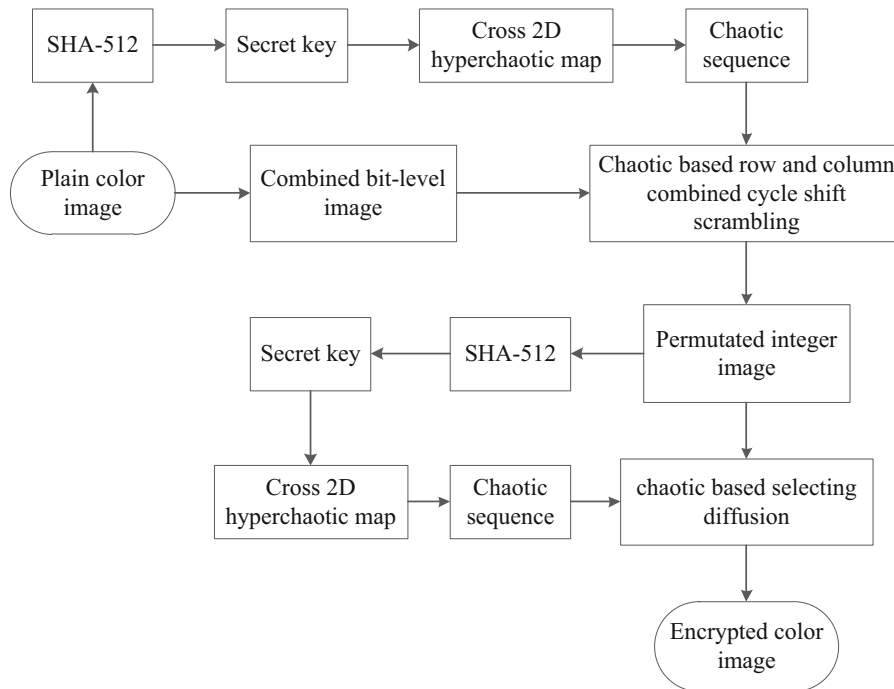 SHA-512
Secret key
Cross 2D
hyperchaotic map
Chaotic
sequence
Plain color
image
Combined bit-level
image
Chaotic based row and column
combined cycle shift
scrambling
Secret key
SHA-512
Permutated integer
image
Cross 2D
hyperchaotic map
Chaotic
sequence
chaotic based selecting
diffusion
Encrypted color
image